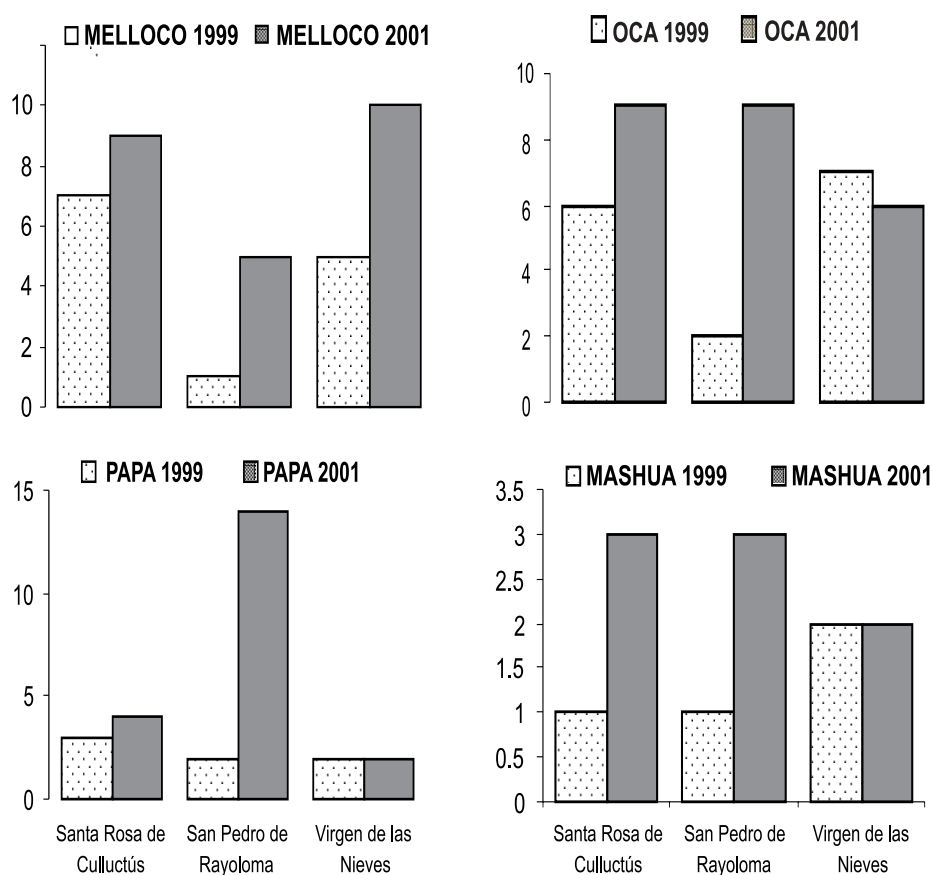 MELLOCO 1999 MELLOCO 2001
10
8
6
4
2
0
OCA 1999 OCA 2001
10
8
6
4
2
0
PAPA 1999 PAPA 2001
15
10
5
0
Santa Rosa de
Culluctús
San Pedro de
Rayoloma
Virgen de las
Nieves
MASHUA 1999 MASHUA 2001
3.5
3
2.5
2
1.5
1
0.5
0
Santa Rosa de
Culluctús
San Pedro de
Rayoloma
Virgen de las
Nieves